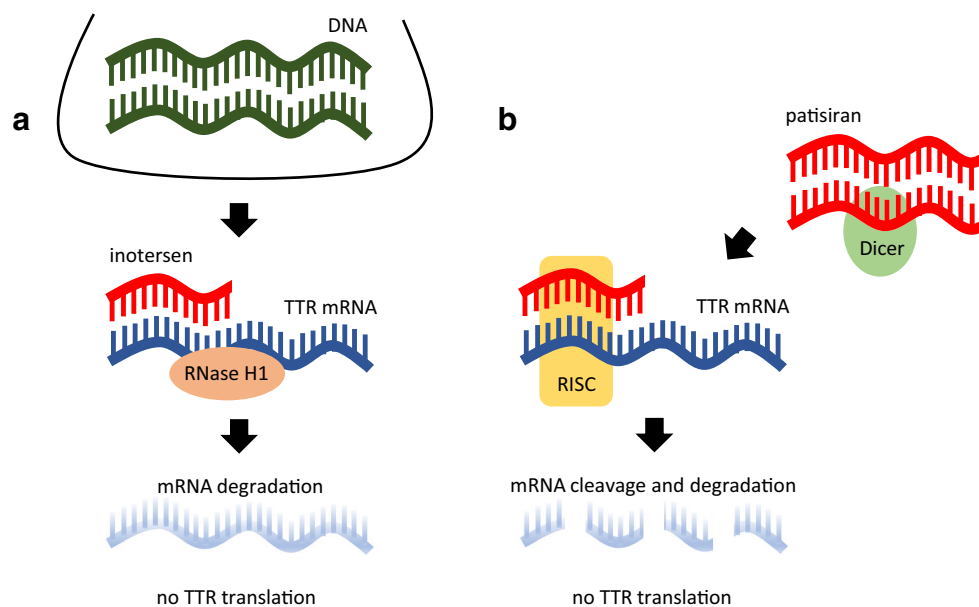 a
DNA
inotersen
TTR mRNA
RNase H1
mRNA degradation
no TTR translation
b
patisiran
Dicer
TTR mRNA
RISC
mRNA cleavage and degradation
no TTR translation